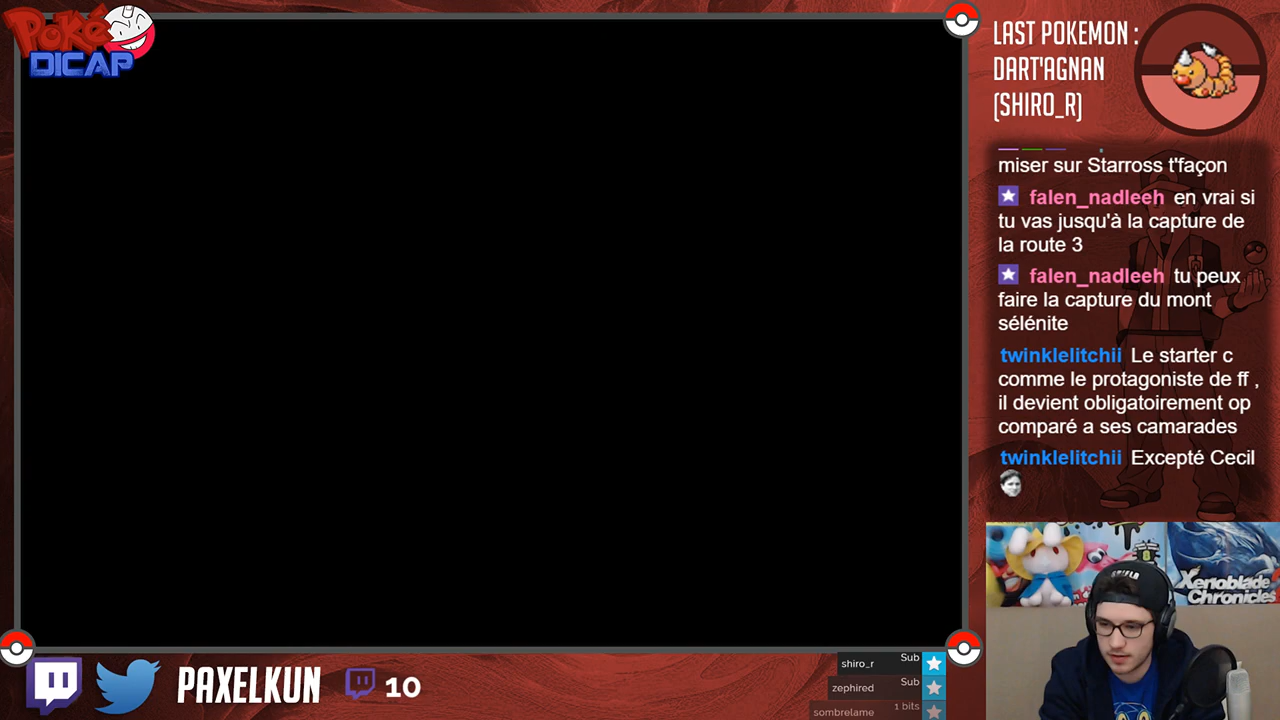 Poké
DICAP
LAST POKEMON :
DART'AGNAN
(SHIRO_R)
miser sur Starross t'façon
falen_nadleeh en vrai si
tu vas jusqu'à la capture de
la route 3
falen_nadleeh tu peux
faire la capture du mont
sélénite
twinklelitchii Le starter c
comme le protagoniste de ff ,
il devient obligatoirement op
comparé a ses camarades
twinklelitchii Excepté Cecil
Xenoblade
Chronicles
PAXELKUN
10
shiro_r Sub
zephired Sub
sombrelame 1 bits